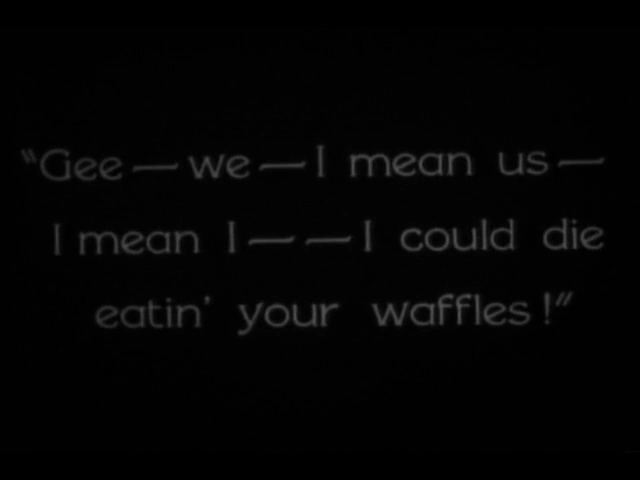 "Gee — we — I mean us —
I mean I — — I could die
eatin' your waffles!"